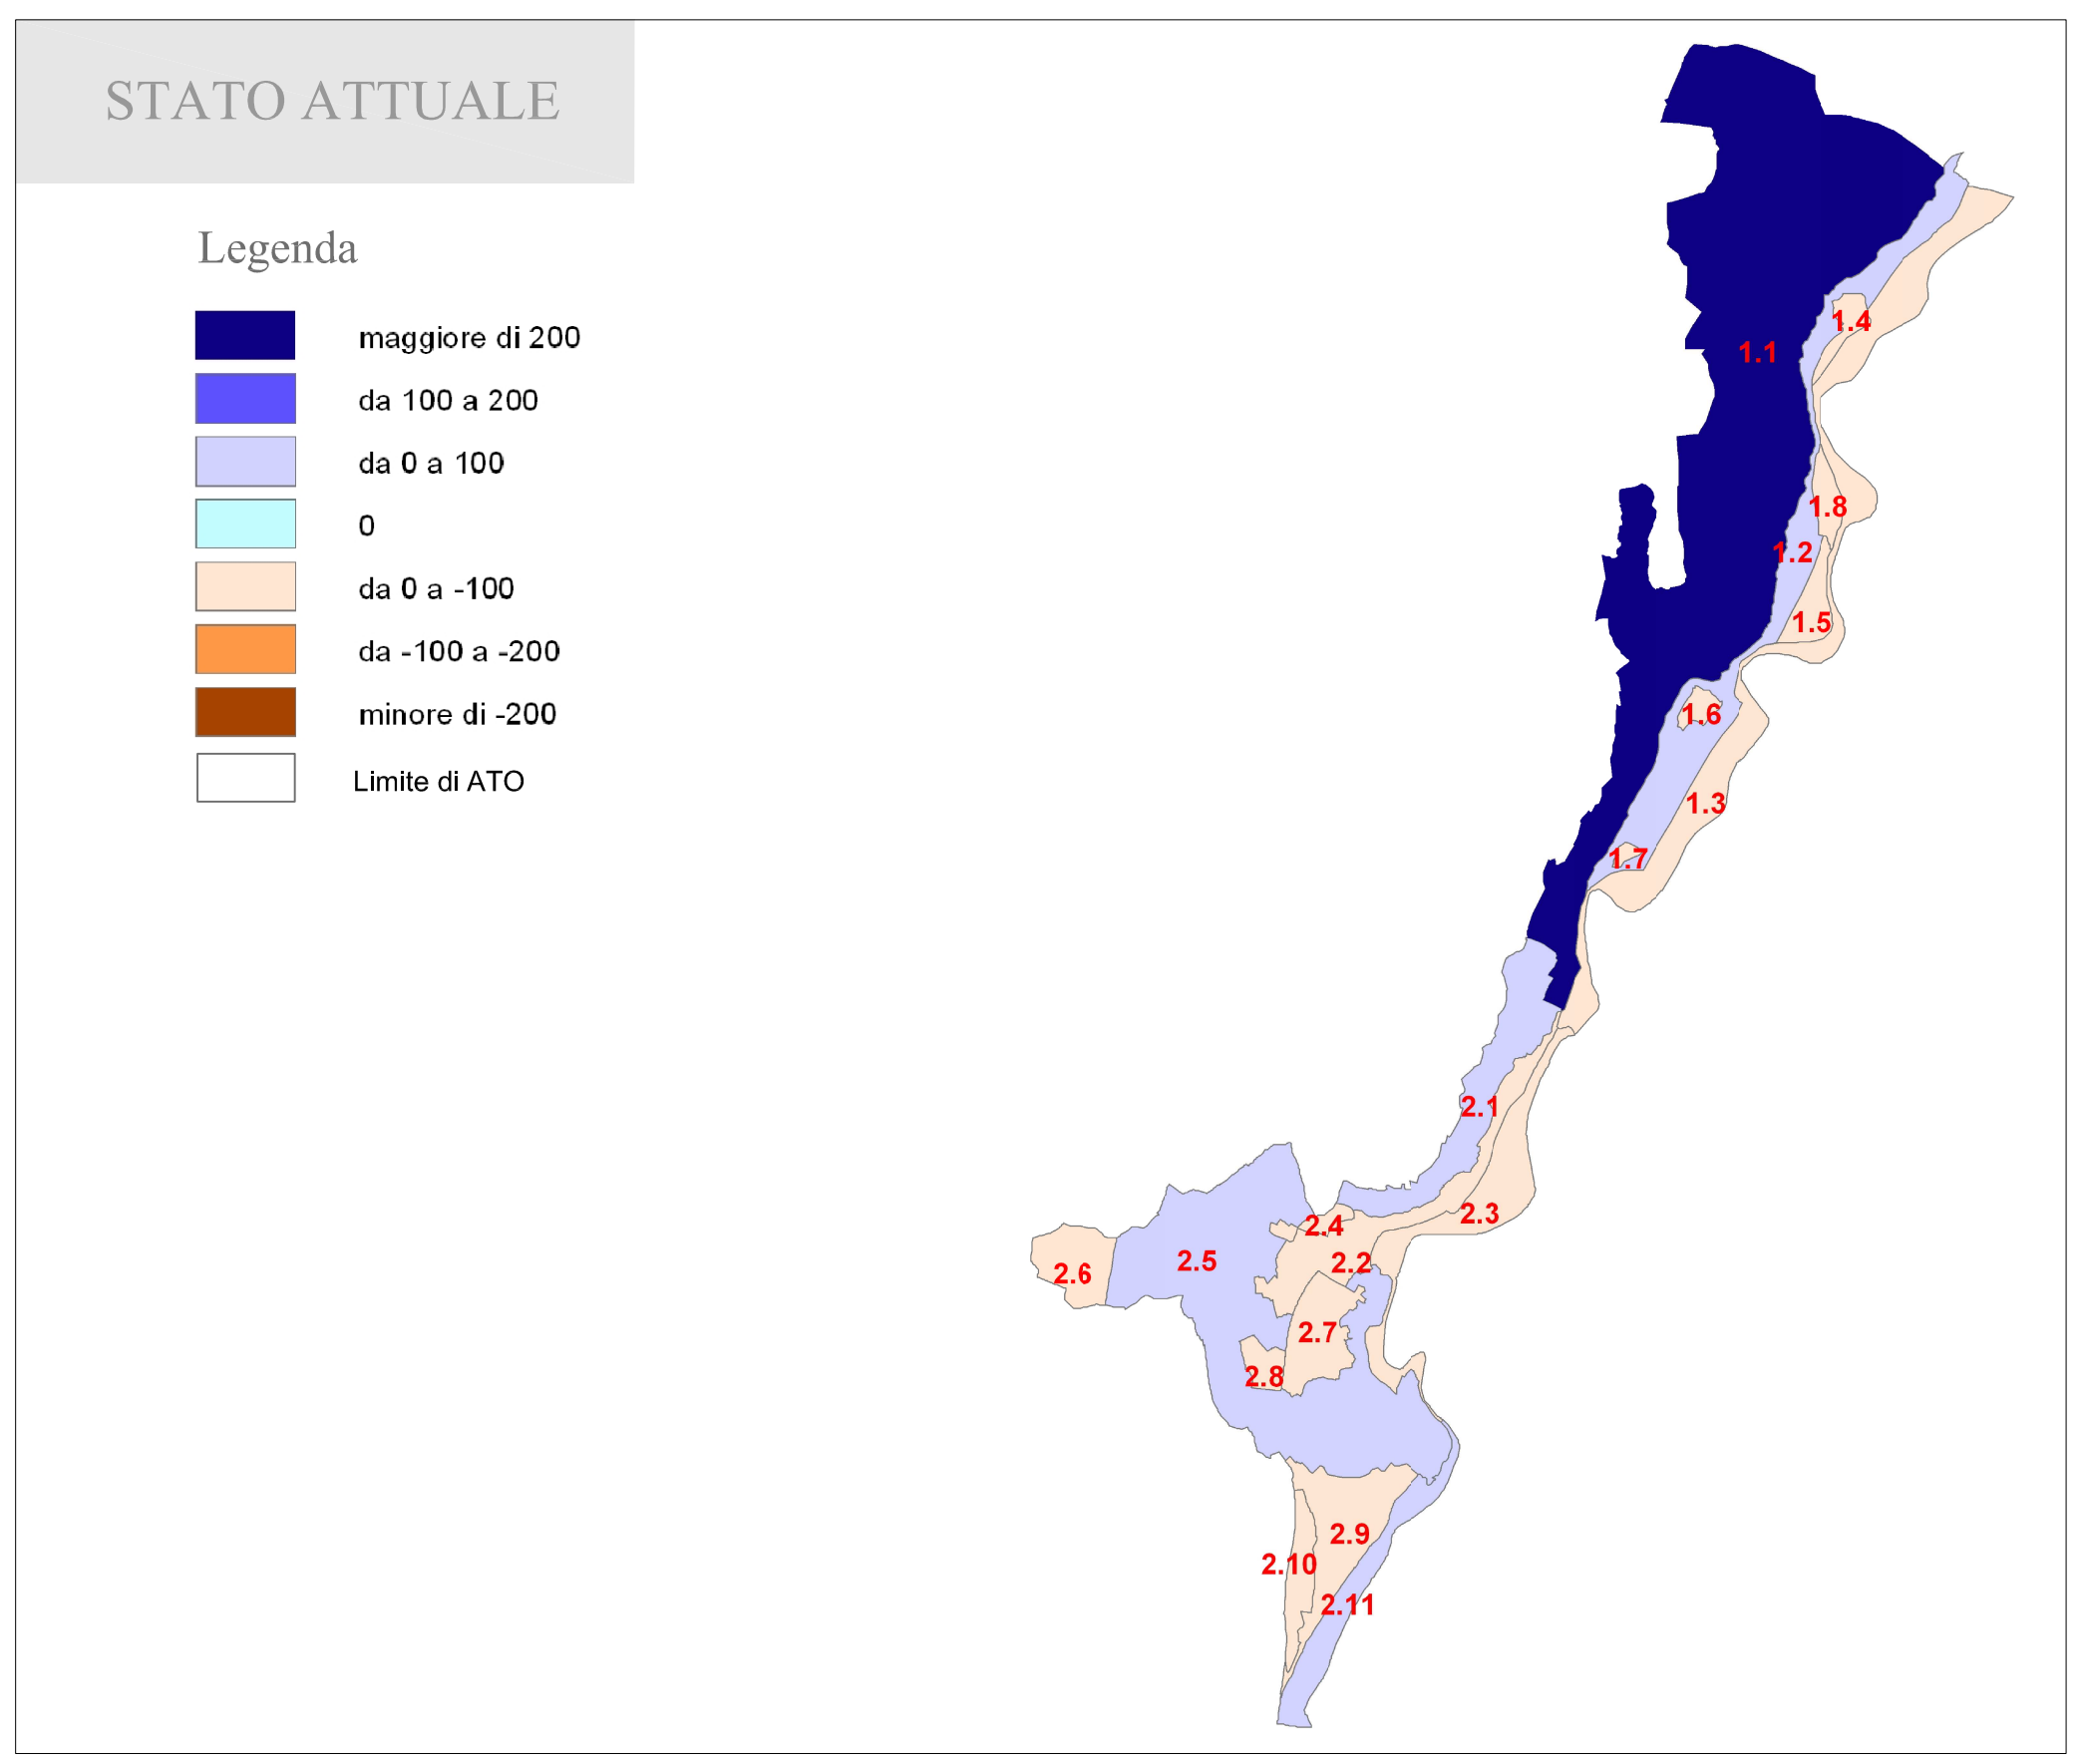 STATO ATTUALE
Legenda
maggiore di 200
da 100 a 200
da 0 a 100
0
da 0 a -100
da -100 a -200
minore di -200
Limite di ATO
1.4
1.1
1.8
1.2
1.5
1.6
1.3
1.7
2.1
2.3
2.4
2.5
2.2
2.6
2.7
2.8
2.9
2.10
2.11